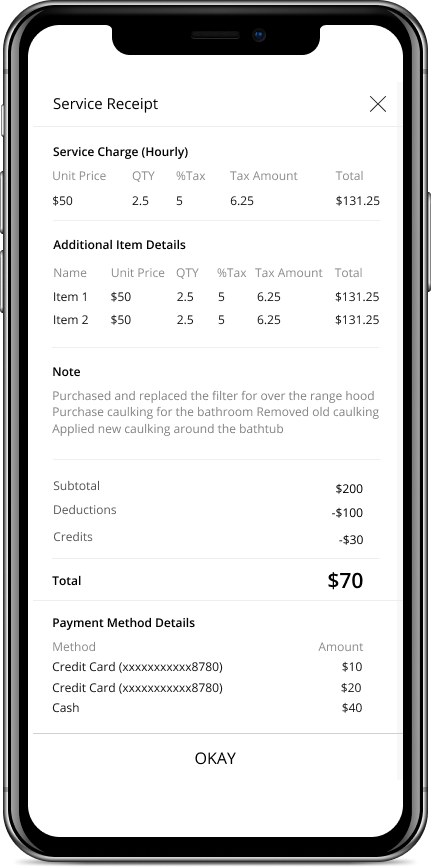 Service Receipt
Service Charge (Hourly)
Unit Price QTY %Tax Tax Amount Total
$50 2.5 5 6.25 $131.25
Additional Item Details
Name Unit Price QTY %Tax Tax Amount Total
Item 1 $50 2.5 5 6.25 $131.25
Item 2 $50 2.5 5 6.25 $131.25
Note
Purchased and replaced the filter for over the range hood
Purchase caulking for the bathroom Removed old caulking
Applied new caulking around the bathtub
Subtotal $200
Deductions -$100
Credits -$30
Total $70
Payment Method Details
Method Amount
Credit Card (xxxxxxxxxxx8780) $10
Credit Card (xxxxxxxxxxx8780) $20
Cash $40
OKAY